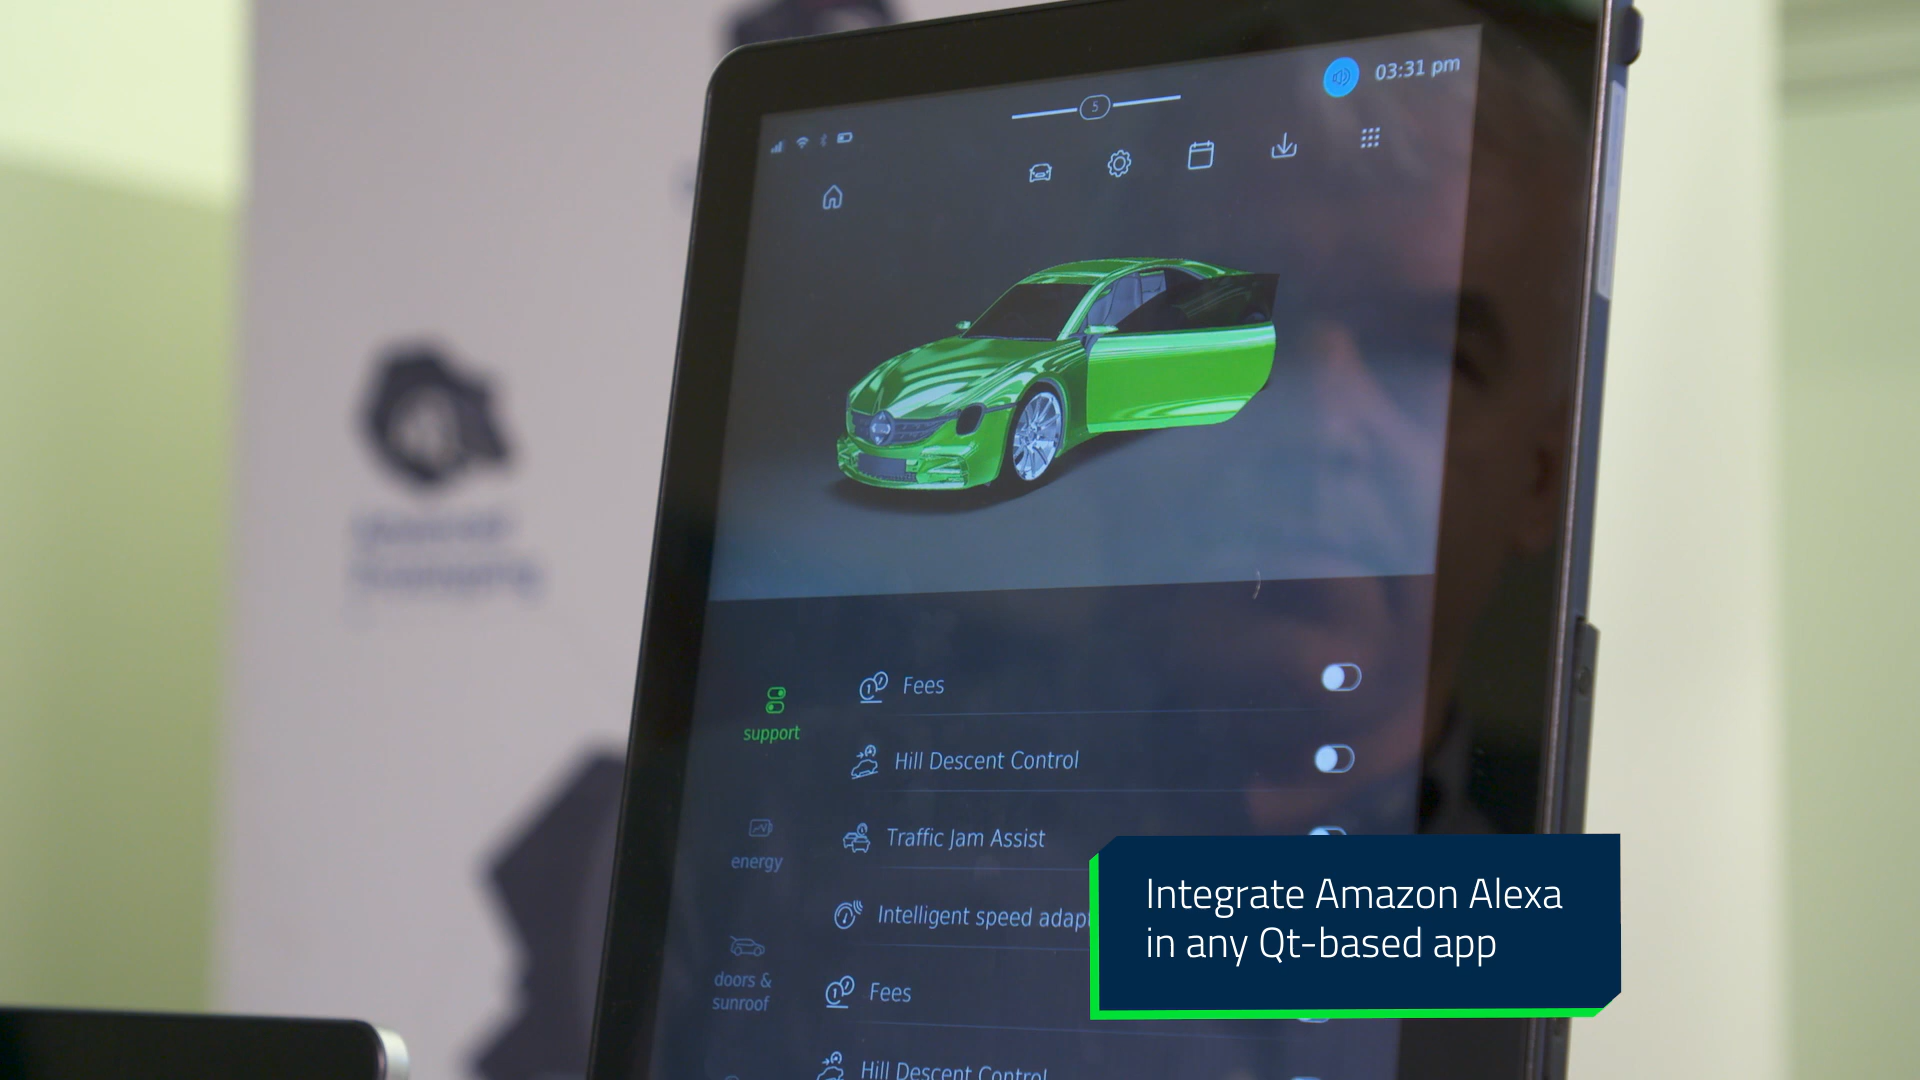 03:31 pm
5
Fees
support
Hill Descent Control
Traffic Jam Assist
energy
Intelligent speed adapt
doors &
sunroof
Fees
Hill Descent Control
Integrate Amazon Alexa
in any Qt-based app